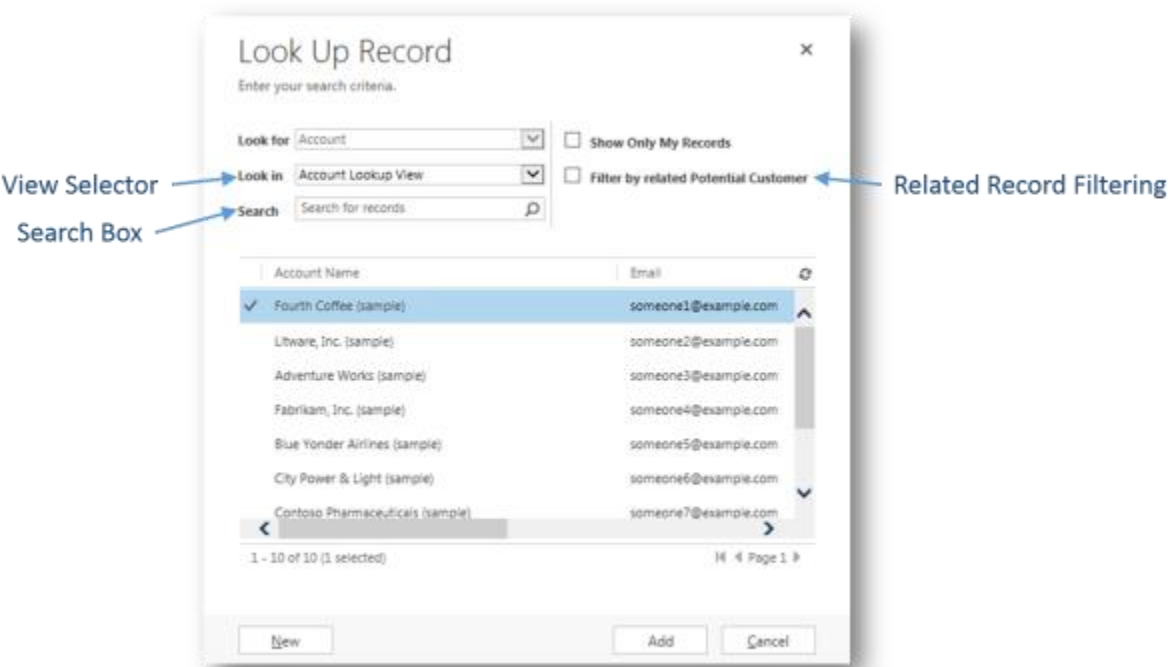 Look Up Record
Enter your search criteria.
Look for Account
Show Only My Records
View Selector
Look in Account Lookup View
Filter by related Potential Customer
Related Record Filtering
Search Box
Search Search for records
Account Name Email
Fourth Coffee (sample) someone1@example.com
Litware, Inc. (sample) someone2@example.com
Adventure Works (sample) someone3@example.com
Fabrikam, Inc. (sample) someone4@example.com
Blue Yonder Airlines (sample) someone5@example.com
City Power & Light (sample) someone6@example.com
Contoso Pharmaceuticals (sample) someone7@example.com
1 - 10 of 10 (1 selected) Page 1
New Add Cancel